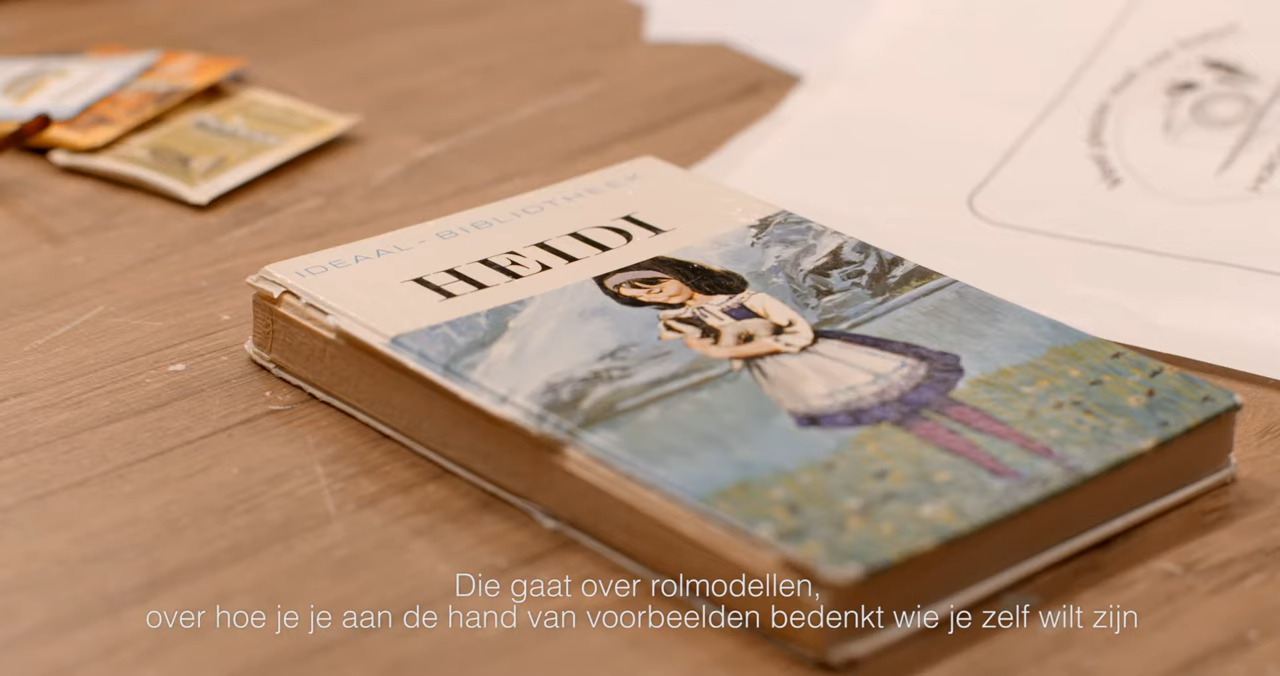 IDEAAL-BIBLIOTHEEK
HEIDI
Die gaat over rolmodellen,
over hoe je je aan de hand van voorbeelden bedenkt wie je zelf wilt zijn